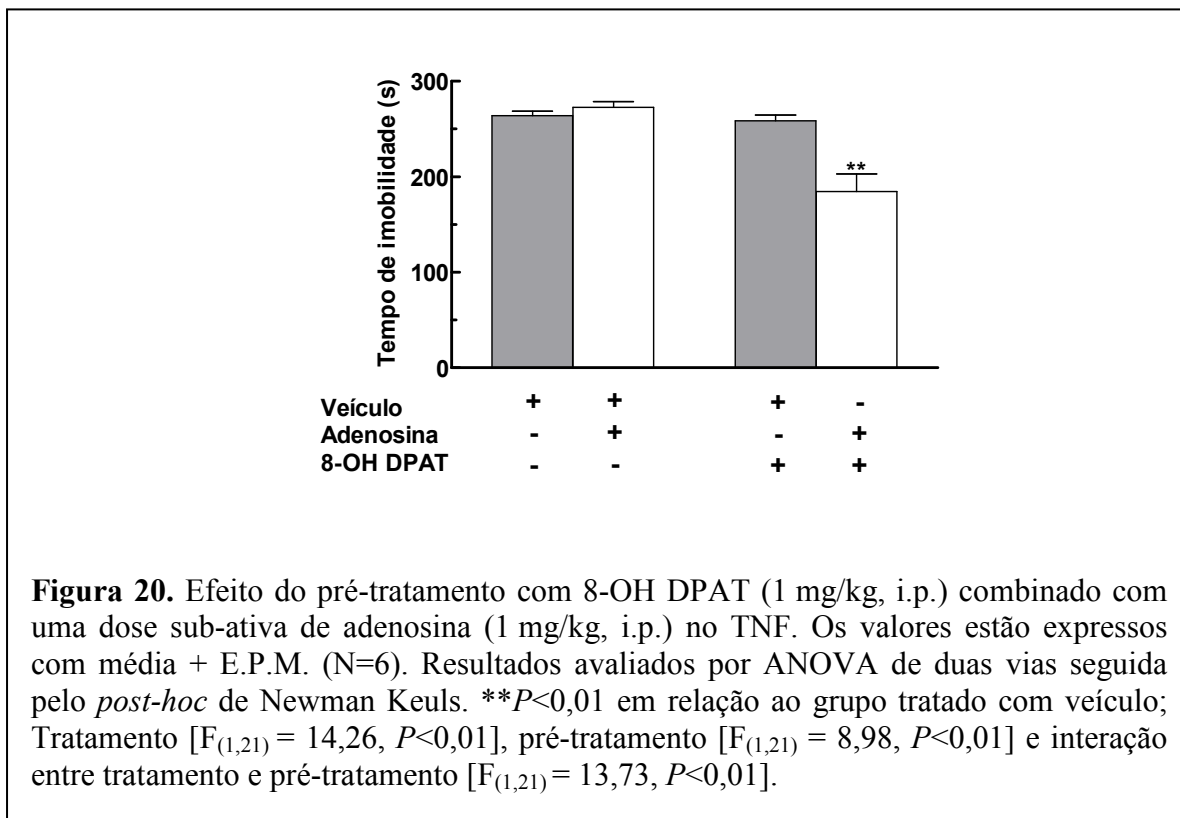 300
200
100
0
Tempo de imobilidade (s)
**
Veículo + + + -
Adenosina - + - +
8-OH DPAT - - + +
Figura 20. Efeito do pré-tratamento com 8-OH DPAT (1 mg/kg, i.p.) combinado com
uma dose sub-ativa de adenosina (1 mg/kg, i.p.) no TNF. Os valores estão expressos
com média + E.P.M. (N=6). Resultados avaliados por ANOVA de duas vias seguida
pelo post-hoc de Newman Keuls. **P<0,01 em relação ao grupo tratado com veículo;
Tratamento [F(1,21) = 14,26, P<0,01], pré-tratamento [F(1,21) = 8,98, P<0,01] e interação
entre tratamento e pré-tratamento [F(1,21) = 13,73, P<0,01].